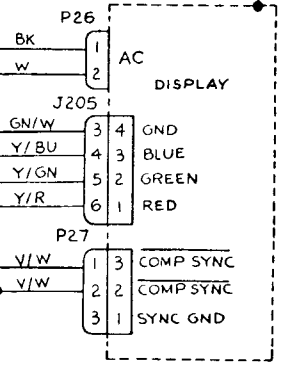 P26
BK 1 AC
W 2
DISPLAY
J205
GN/W 3 4 GND
Y/BU 4 3 BLUE
Y/GN 5 2 GREEN
Y/R 6 1 RED
P27
V/W 1 3 COMP SYNC
V/W 2 2 COMP SYNC
3 1 SYNC GND